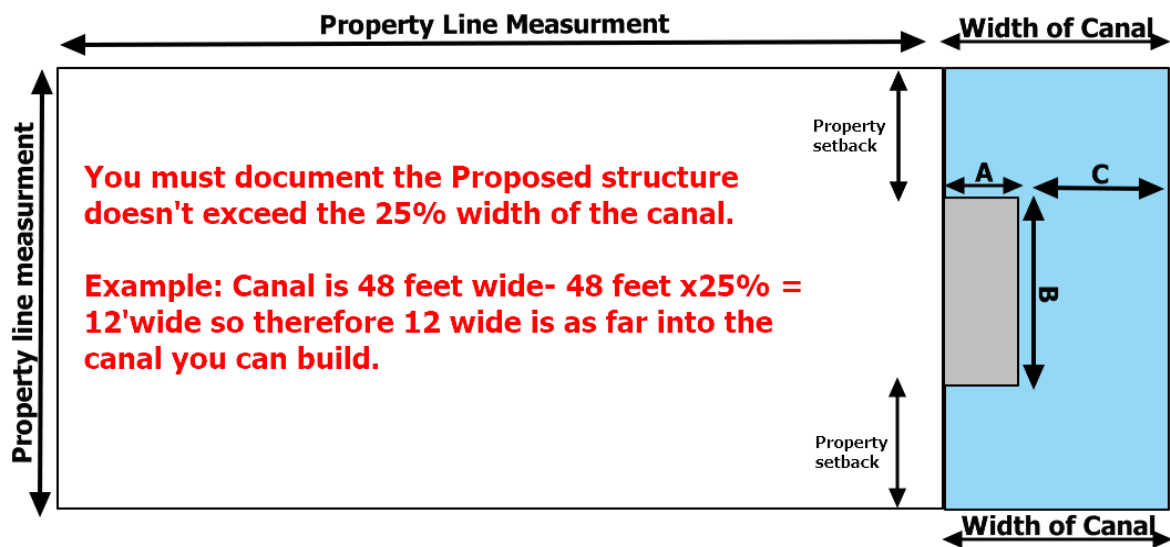 Property Line Measurment
Width of Canal
Property line measurment
Property
setback
You must document the Proposed structure
doesn't exceed the 25% width of the canal.
Example: Canal is 48 feet wide- 48 feet x25% =
12'wide so therefore 12 wide is as far into the
canal you can build.
A
C
B
Property
setback
Width of Canal